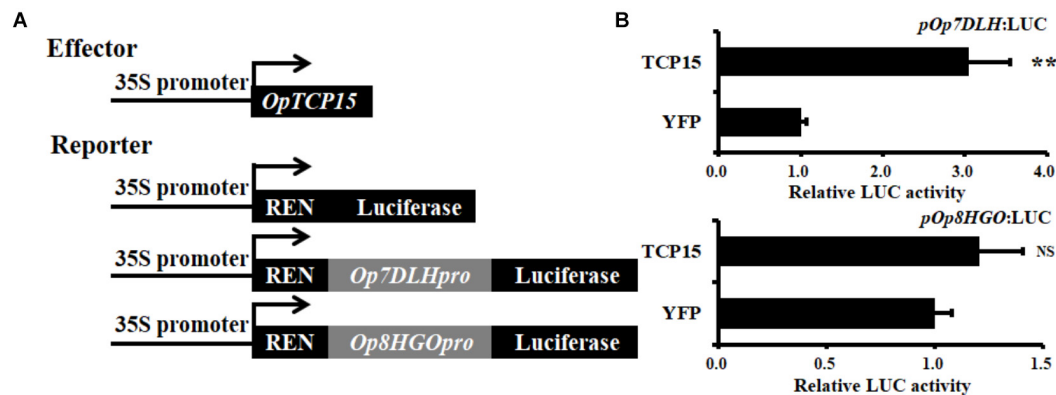 A
Effector
35S promoter
OpTCP15
Reporter
35S promoter
REN Luciferase
35S promoter
REN Op7DLHpro Luciferase
35S promoter
REN Op8HGOpro Luciferase
B
pOp7DLH:LUC
TCP15
**
YFP
0.0 1.0 2.0 3.0 4.0
Relative LUC activity
pOp8HGO:LUC
TCP15
NS
YFP
0.0 0.5 1.0 1.5
Relative LUC activity